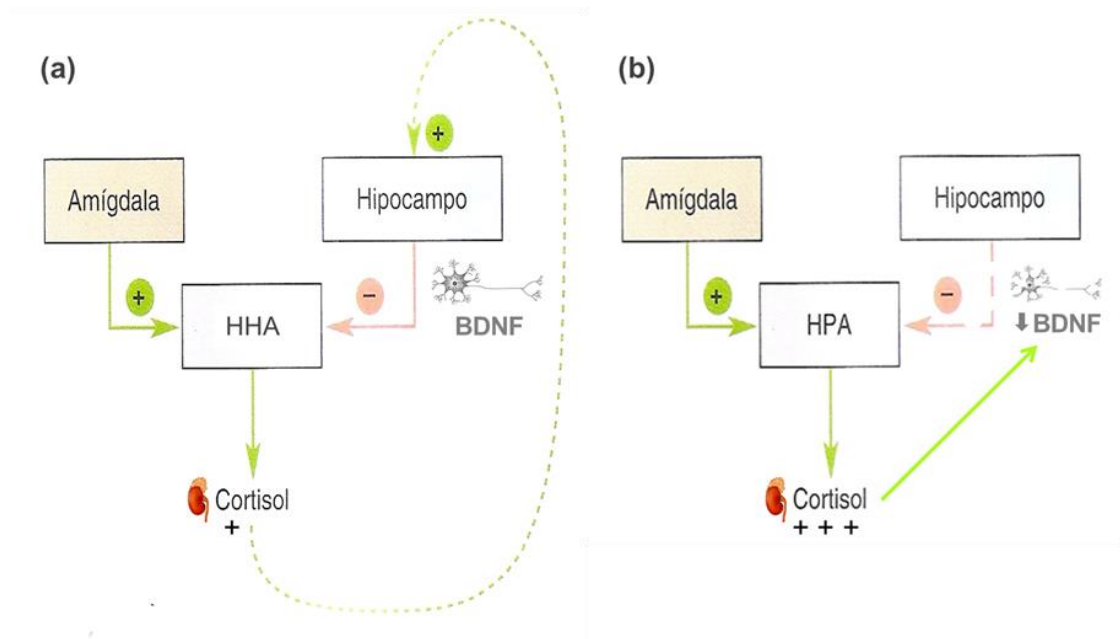 (a)
+
Amígdala
Hipocampo
+
−
HHA
BDNF
Cortisol
+
(b)
Amígdala
Hipocampo
+
−
HPA
⬇BDNF
Cortisol
+ + +